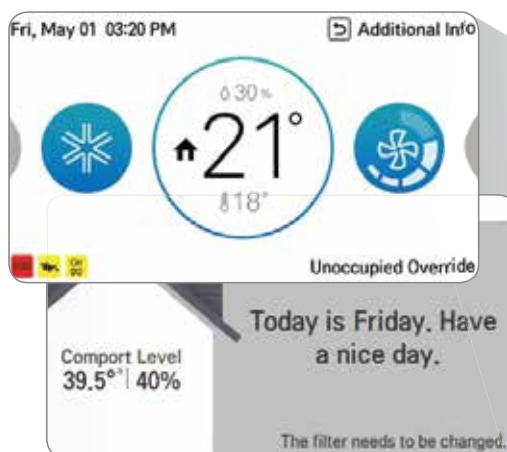 Fri, May 01 03:20 PM
Additional Info
30%
21°
18°
Unoccupied Override
Today is Friday. Have
a nice day.
Comport Level
39.5°| 40%
The filter needs to be changed.